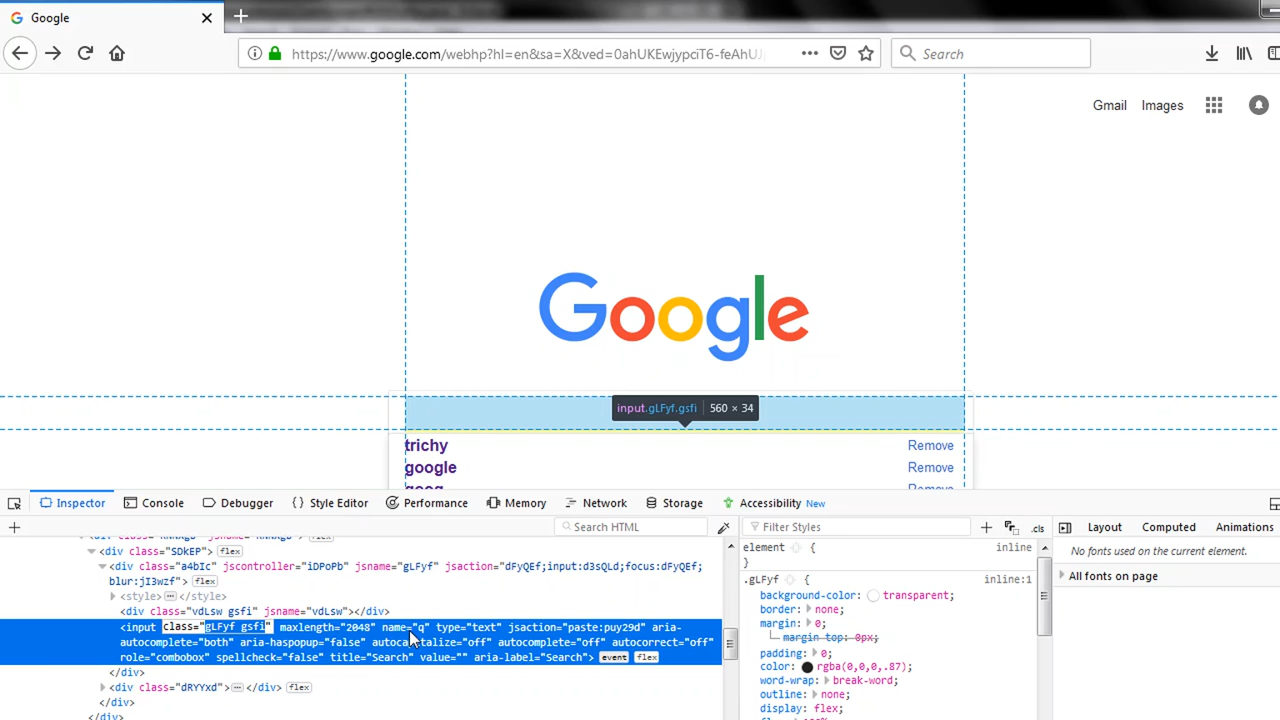 Google
https://www.google.com/webhp?hl=en&sa=X&ved=0ahUKEwjypciT6-feAhUJ
Search
Gmail Images
Google
input.gLFyf.gsfi 560 × 34
trichy Remove
google Remove
goog Remove
Inspector Console Debugger { } Style Editor Performance Memory Network Storage Accessibility New
+ Search HTML Filter Styles + .cls Layout Computed Animations
<div class="SDkEP"> flex
<div class="a4bIc" jscontroller="iDPoPb" jsname="gLFyf" jsaction="dFyQEf;input:d3sQLd;focus:dFyQEf;
blur:jI3wzf"> flex
<style> </style>
<div class="vdLsw gsfi" jsname="vdLsw"></div>
<input class="gLFyf gsfi" maxlength="2048" name="q" type="text" jsaction="paste:puy29d" aria-
autocomplete="both" aria-haspopup="false" autocapitalize="off" autocomplete="off" autocorrect="off"
role="combobox" spellcheck="false" title="Search" value="" aria-label="Search"> event flex
</div>
<div class="dRYYxd"> </div> flex
</div>
element { inline
}
.gLFyf { inline:1
background-color: transparent;
border: none;
margin: 0;
margin-top: 0px;
padding: 0;
color: rgba(0,0,0,.87);
word-wrap: break-word;
outline: none;
display: flex;
No fonts used on the current element.
All fonts on page